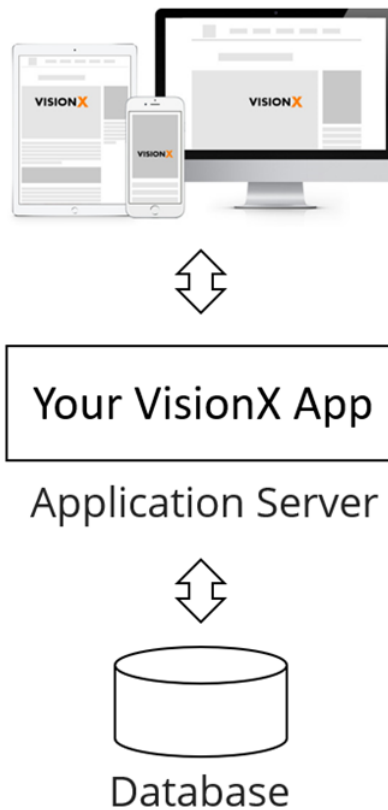 VISIONX
VISIONX
VISIONX
Your VisionX App
Application Server
Database